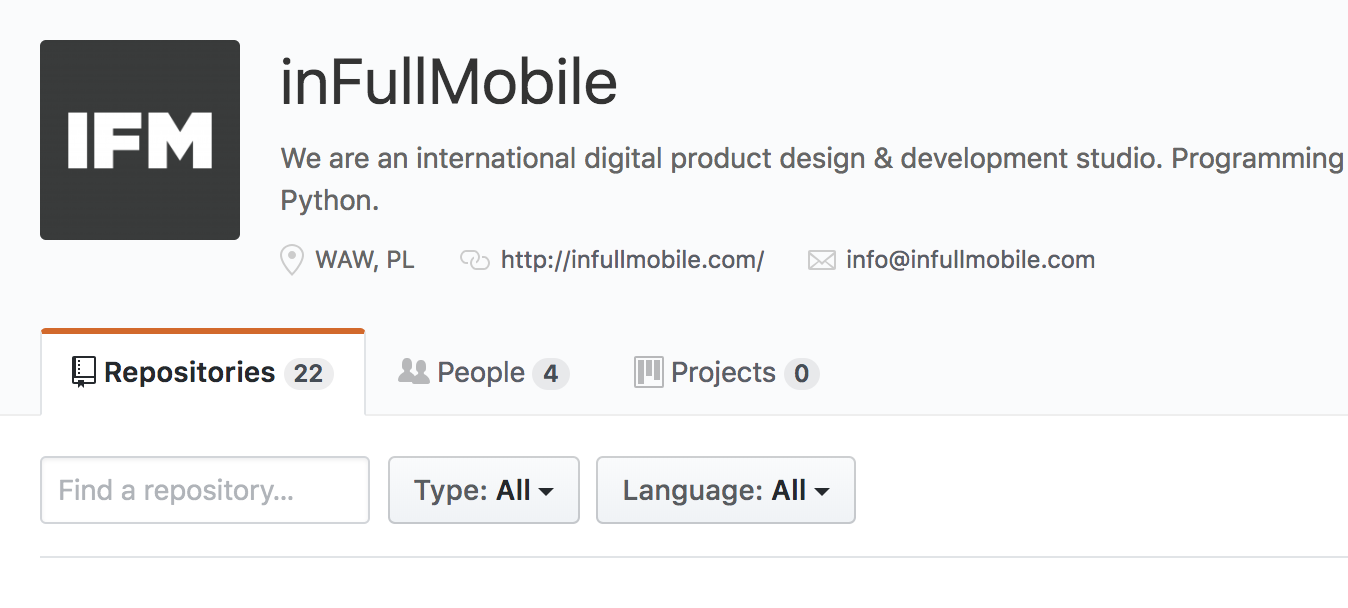 IFM
inFullMobile
We are an international digital product design & development studio. Programming
Python.
WAW, PL http://infullmobile.com/ info@infullmobile.com
Repositories 22 People 4 Projects 0
Find a repository... Type: All Language: All